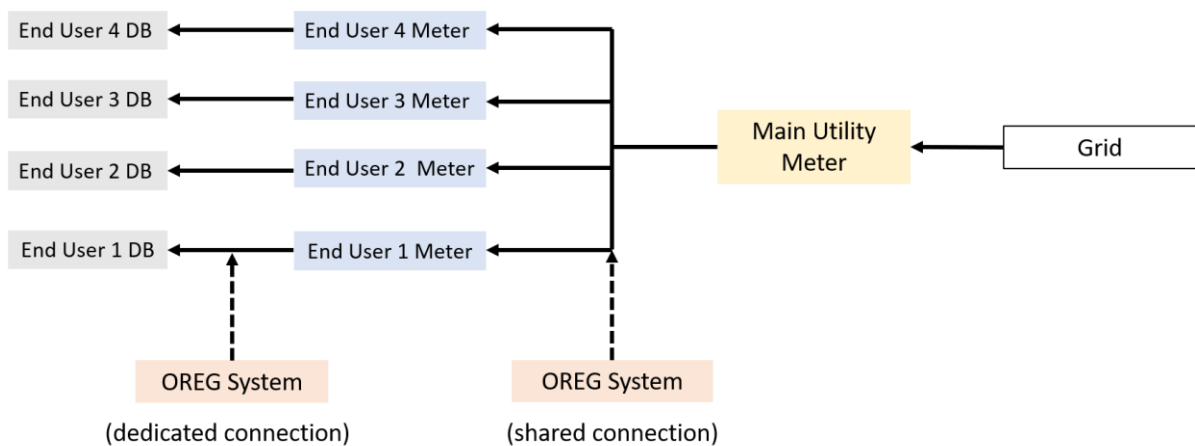 End User 4 DB
End User 4 Meter
End User 3 DB
End User 3 Meter
Main Utility
Meter
Grid
End User 2 DB
End User 2 Meter
End User 1 DB
End User 1 Meter
OREG System
(dedicated connection)
OREG System
(shared connection)